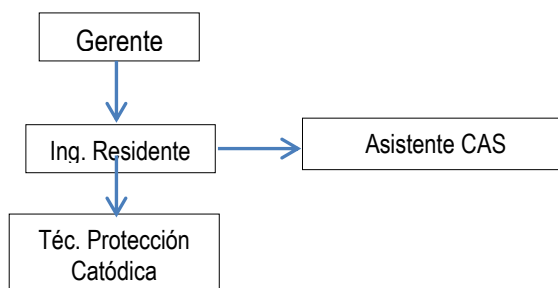 Gerente
Ing. Residente
Asistente CAS
Téc. Protección
Catódica